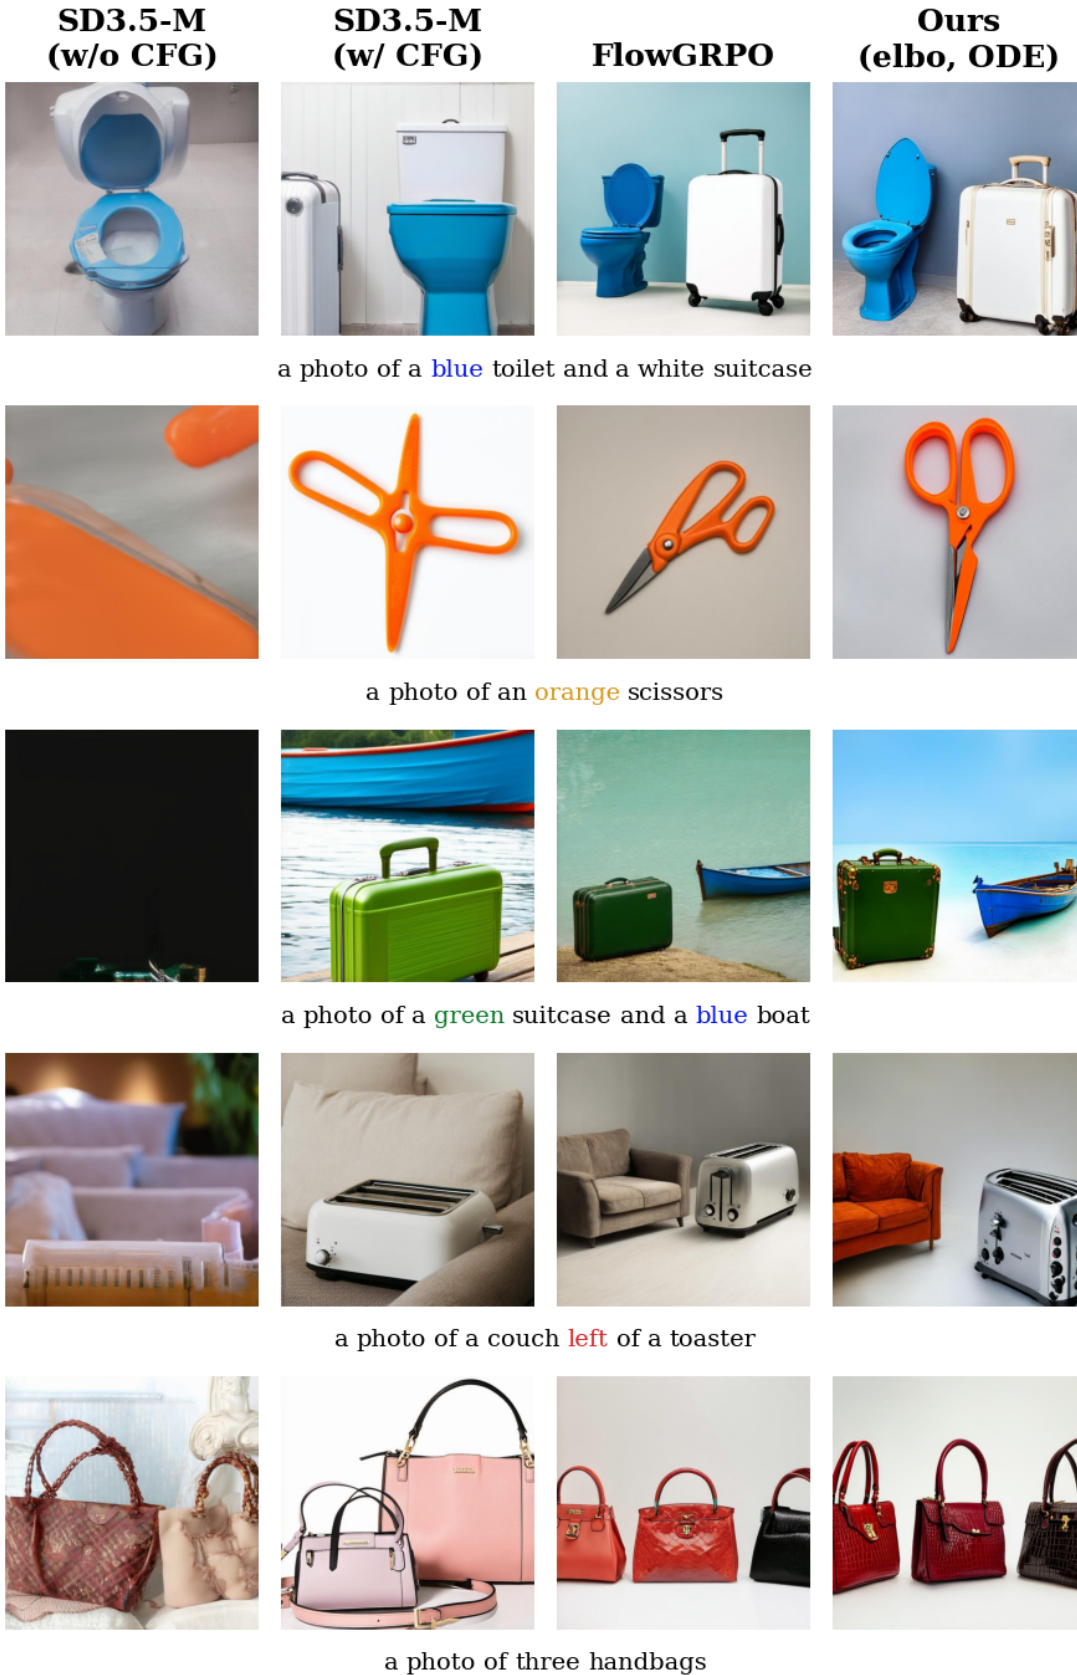 SD3.5-M
(w/o CFG)
SD3.5-M
(w/ CFG)
FlowGRPO
Ours
(elbo, ODE)
a photo of a blue toilet and a white suitcase
a photo of an orange scissors
a photo of a green suitcase and a blue boat
a photo of a couch left of a toaster
a photo of three handbags